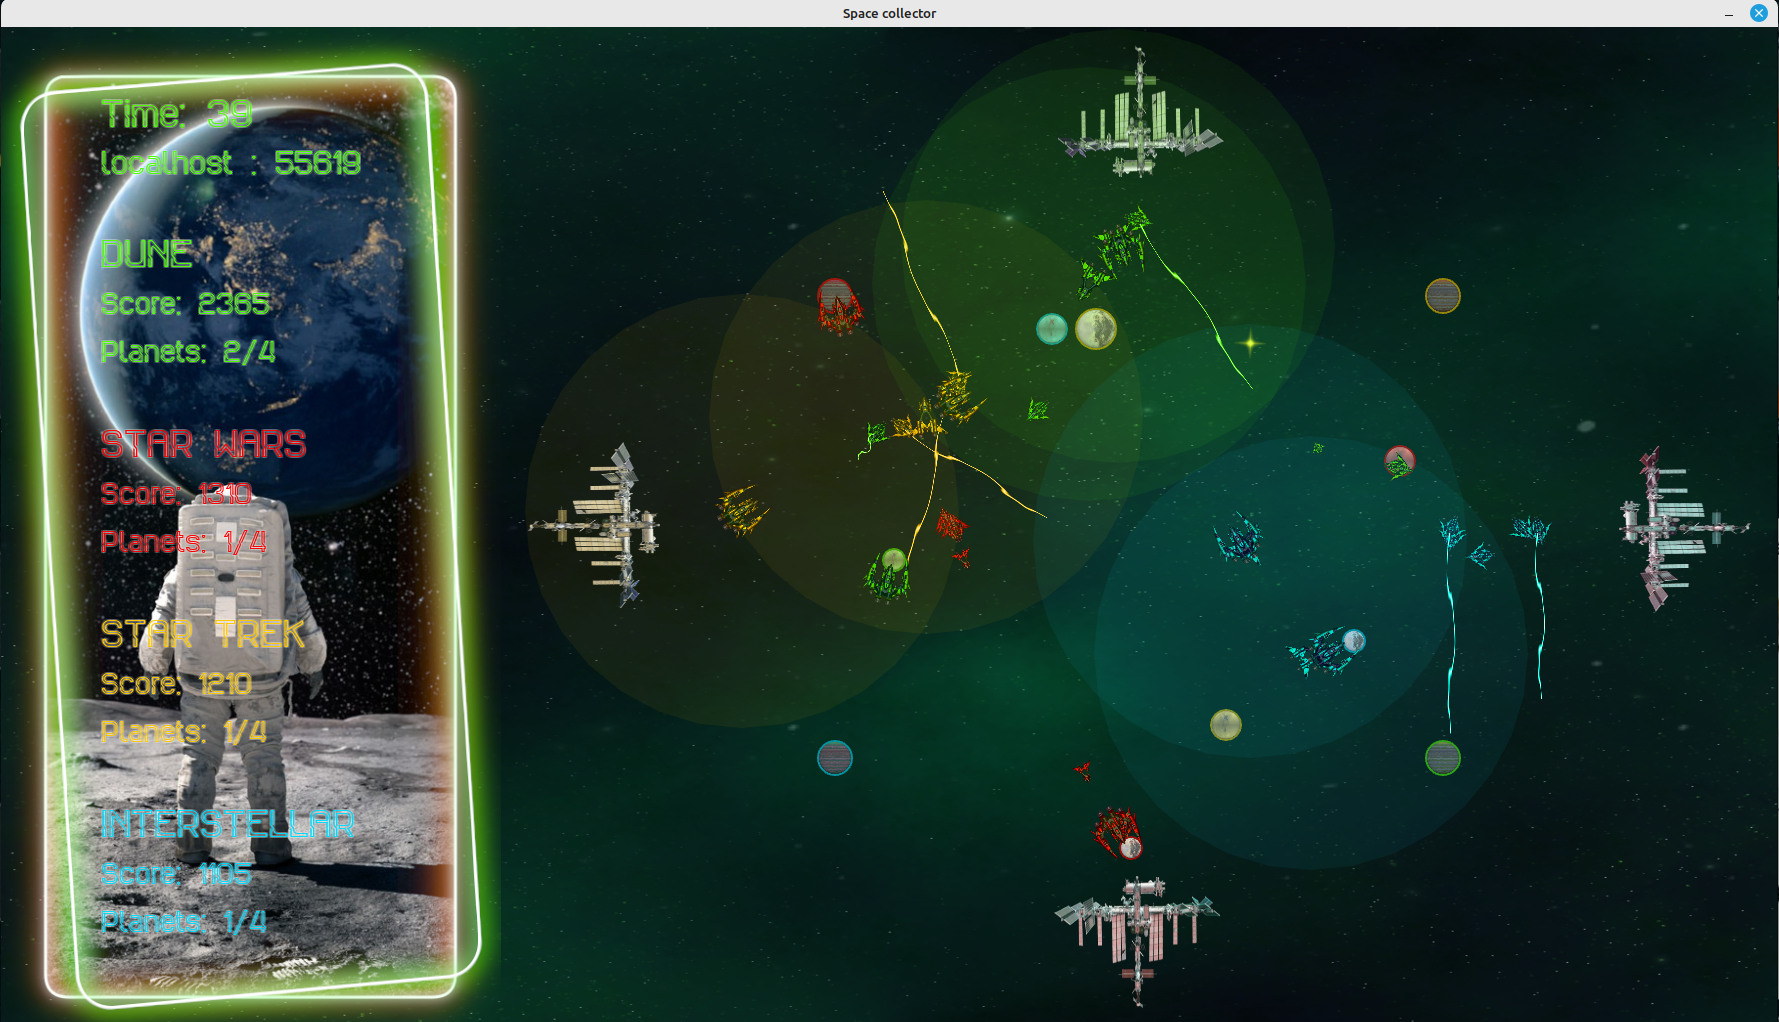 Space collector
Time: 39
localhost : 55619
DUNE
Score: 2365
Planets: 2/4
STAR WARS
Score: 1310
Planets: 1/4
STAR TREK
Score: 1210
Planets: 1/4
INTERSTELLAR
Score: 1105
Planets: 1/4